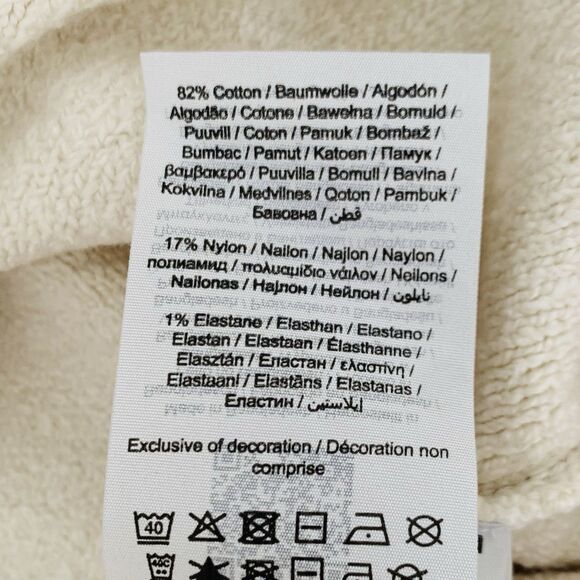 82% Cotton / Baumwolle / Algodón /
Algodão / Cotone / Bawełna / Bomuld /
Puuvill / Coton / Pamuk / Bombaž /
Bumbac / Pamut / Katoen / Памук /
βαμβακερό / Puuvilla / Bomull / Bavlna /
Kokvilna / Medvilnes / Qoton / Pambuk /
Бавовна / قطن /
17% Nylon / Nailon / Najlon / Naylon /
полиамид / πολυαμίδιο νάιλον / Neilons /
Nailonas / Најлон / Нейлон / نايلون /
1% Elastane / Elasthan / Elastano /
Elastan / Elastaan / Élasthanne /
Elasztán / Еластан / ελαστίνη /
Elastaani / Elastāns / Elastanas /
Еластин / إيلاستين /
Exclusive of decoration / Décoration non
comprise
40
40C